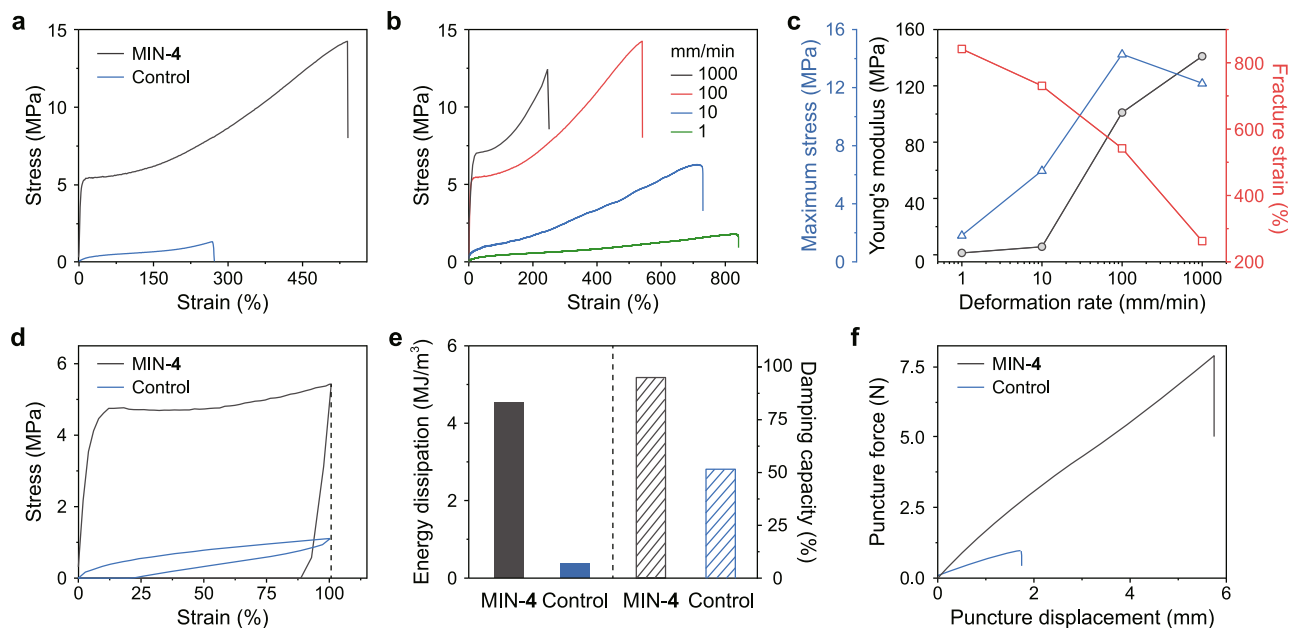 a
MIN-4
Control
Stress (MPa)
15
10
5
0
0
150
300
450
Strain (%)
b
mm/min
1000
100
10
1
Stress (MPa)
15
10
5
0
0
200
400
600
800
Strain (%)
c
Maximum stress (MPa)
16
12
8
4
0
Young's modulus (MPa)
160
120
80
40
0
Fracture strain (%)
800
600
400
200
1
10
100
1000
Deformation rate (mm/min)
d
MIN-4
Control
Stress (MPa)
6
4
2
0
0
25
50
75
100
Strain (%)
e
Energy dissipation (MJ/m³)
6
4
2
0
Damping capacity (%)
100
75
50
25
0
MIN-4 Control
MIN-4 Control
f
MIN-4
Control
Puncture force (N)
7.5
5.0
2.5
0.0
0
2
4
6
Puncture displacement (mm)